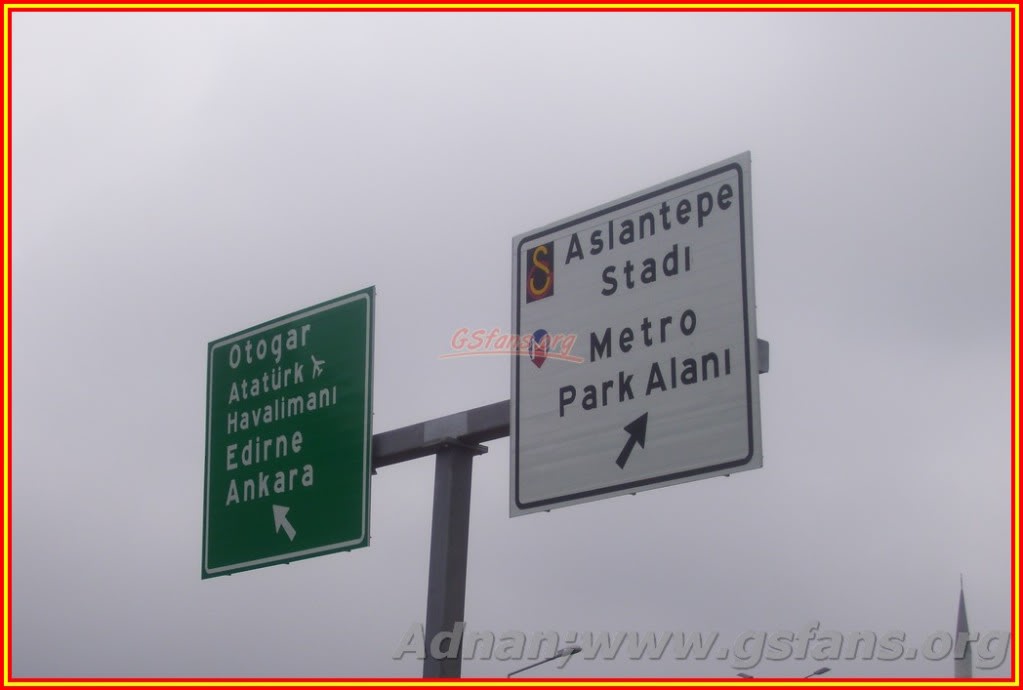 Otogar
Atatürk
Havalimanı
Edirne
Ankara
Aslantepe
Stadı
Metro
Park Alanı
GSfans.org
Adnan;www.gsfans.org